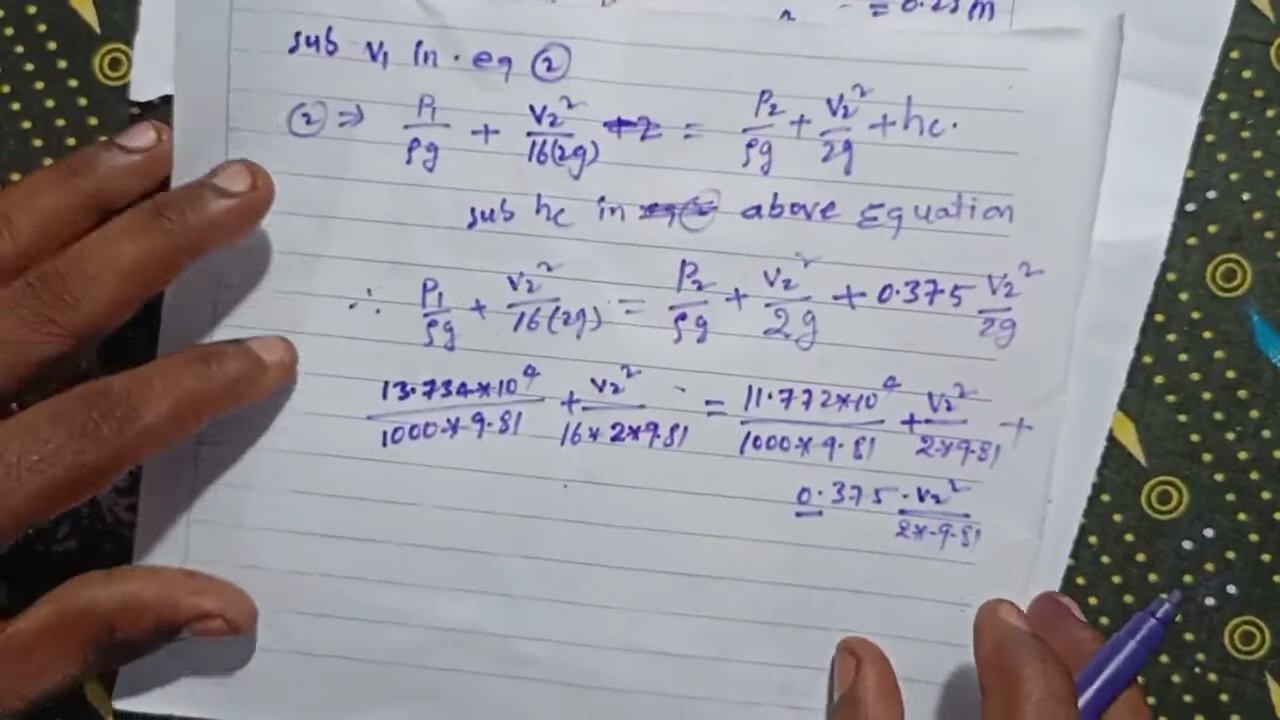 = 0.25m
sub V₁ in. eq ②
② ⇒ P₁/ρg + V₂²/16(2g) = P₂/ρg + V₂²/2g + hc.
sub hc in above Equation
∴ P₁/ρg + V₂²/16(2g) = P₂/ρg + V₂²/2g + 0.375 V₂²/2g
13.734*10⁴/1000*9.81 + V₂²/16*2*9.81 = 11.772*10⁴/1000*9.81 + V₂²/2*9.81 +
0.375 . V₂²/2*9.81